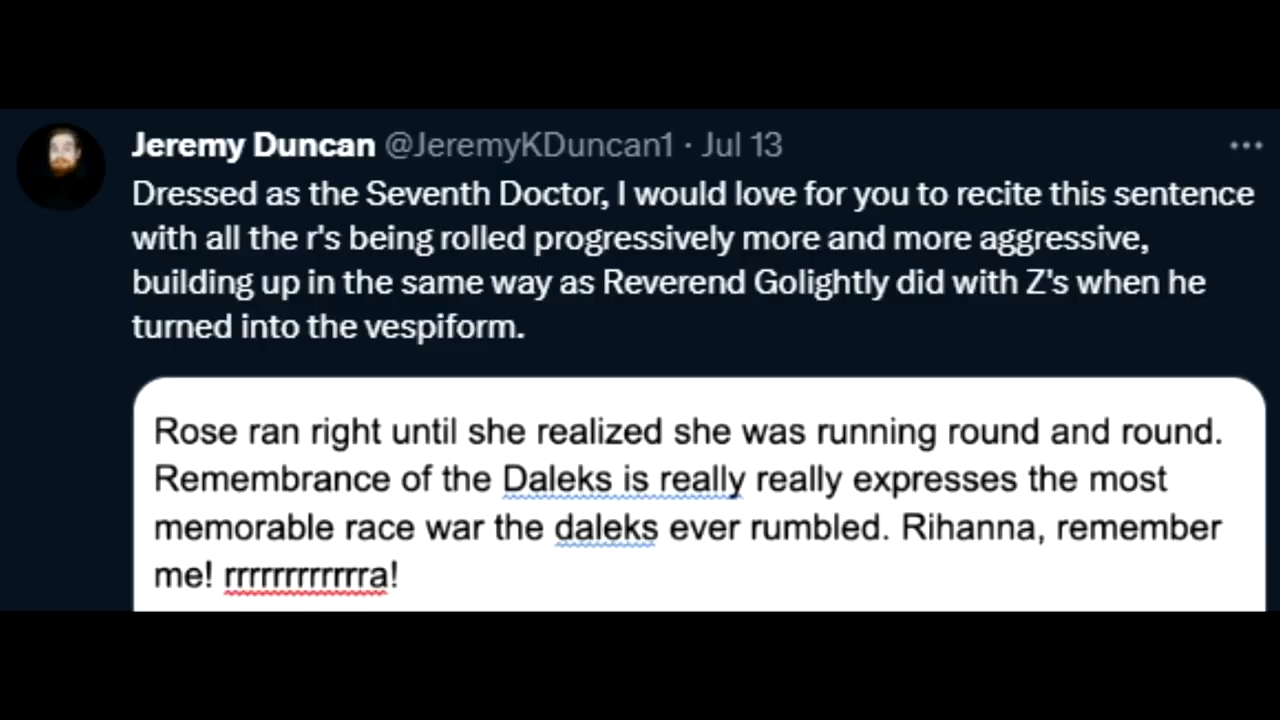 Jeremy Duncan @JeremyKDuncan1 · Jul 13
Dressed as the Seventh Doctor, I would love for you to recite this sentence
with all the r's being rolled progressively more and more aggressive,
building up in the same way as Reverend Golightly did with Z's when he
turned into the vespiform.
Rose ran right until she realized she was running round and round.
Remembrance of the Daleks is really really expresses the most
memorable race war the daleks ever rumbled. Rihanna, remember
me! rrrrrrrrrrrrra!